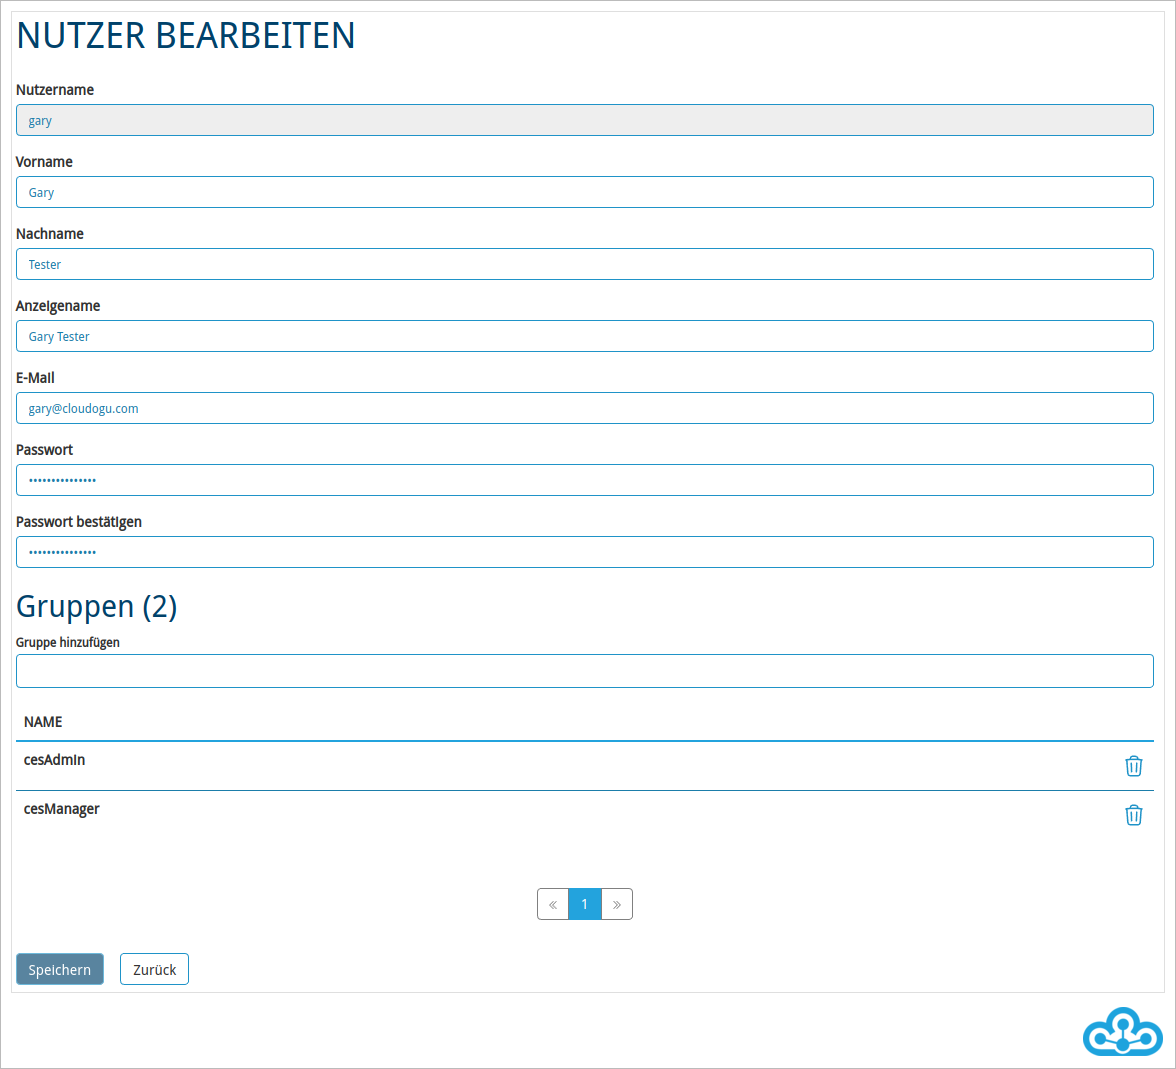 NUTZER BEARBEITEN
Nutzername
gary
Vorname
Gary
Nachname
Tester
Anzeigename
Gary Tester
E-Mail
gary@cloudogu.com
Passwort
•••••••••••••••
Passwort bestätigen
•••••••••••••••
Gruppen (2)
Gruppe hinzufügen
NAME
cesAdmin
cesManager
« 1 »
Speichern Zurück